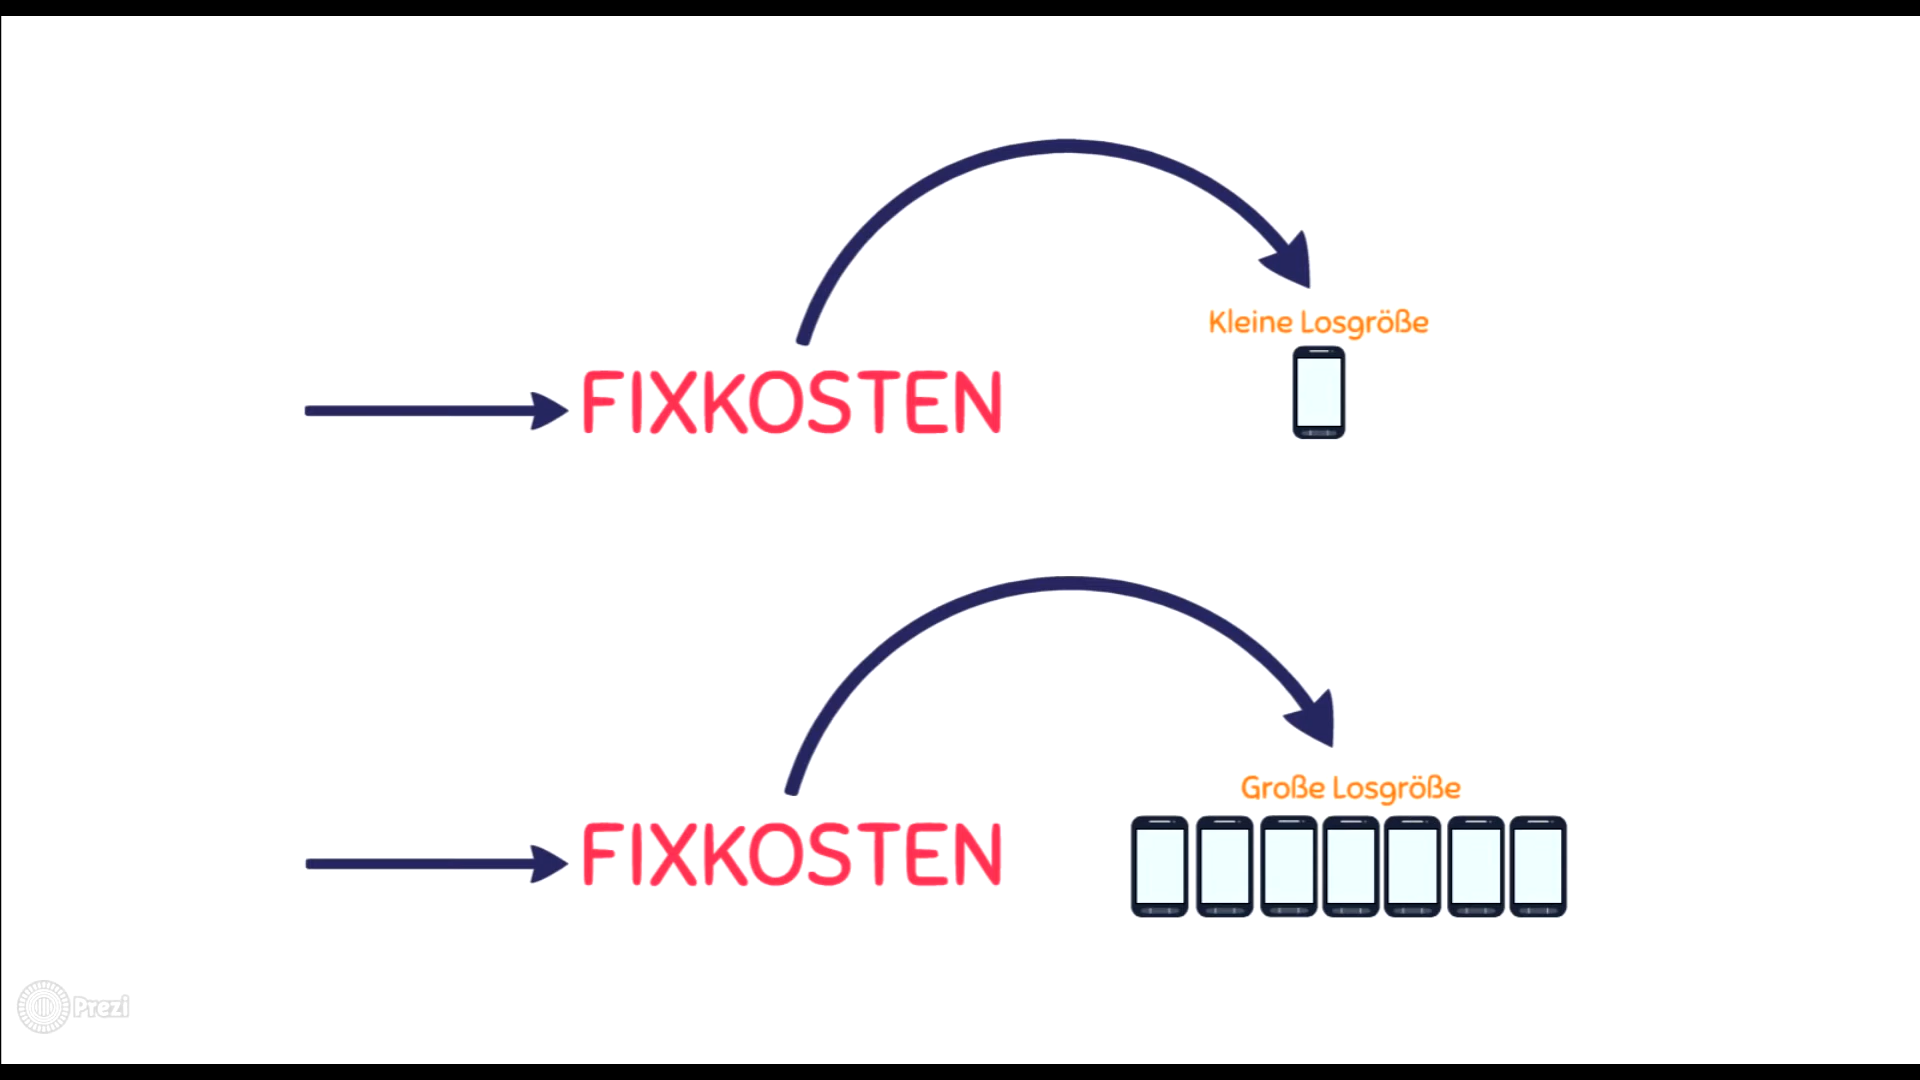 Kleine Losgröße
FIXKOSTEN
Große Losgröße
FIXKOSTEN
Prezi